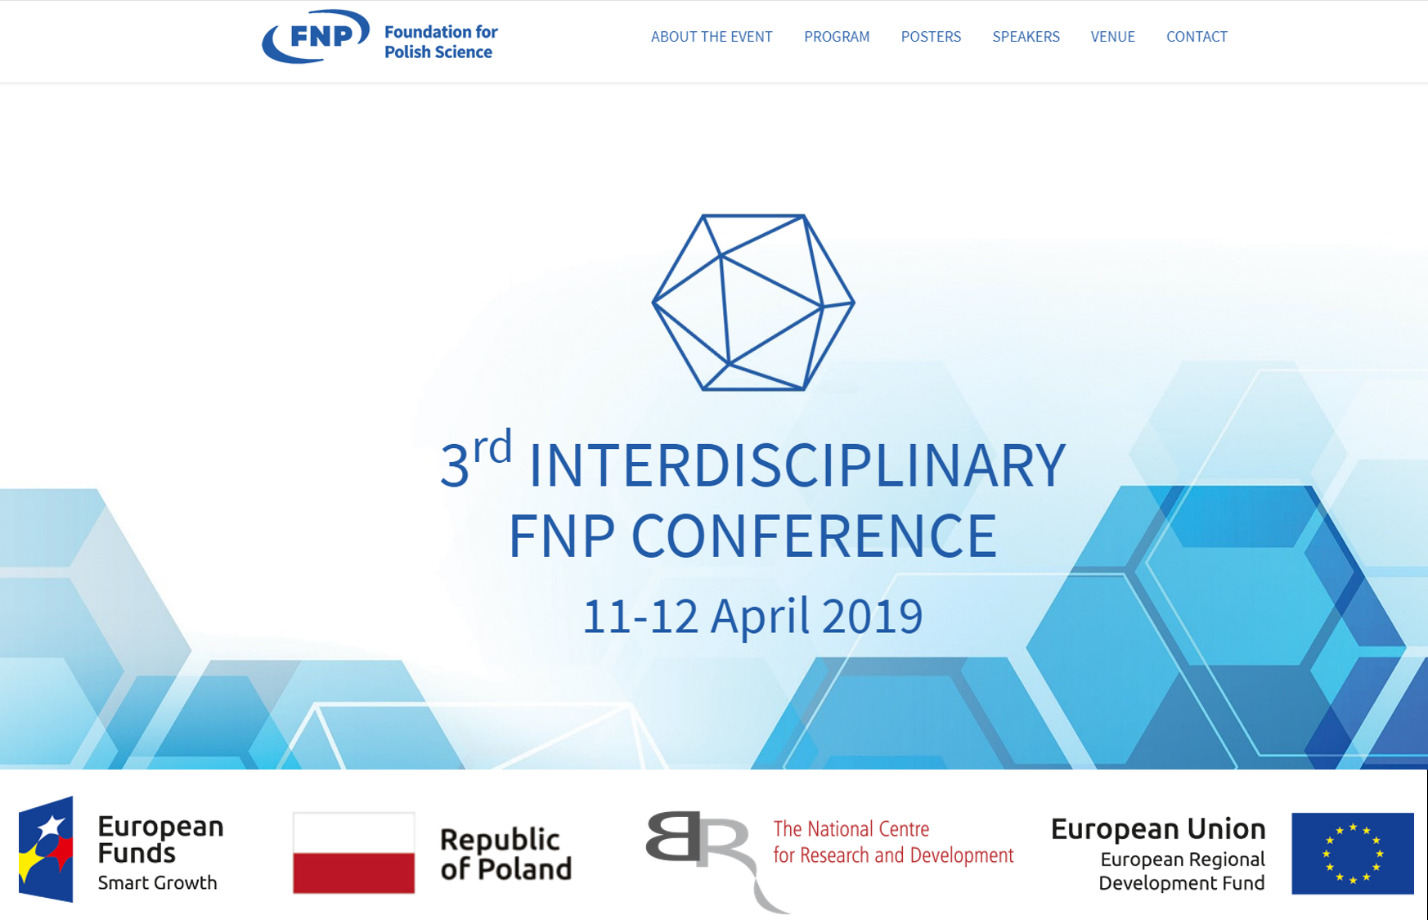 FNP
Foundation for
Polish Science
ABOUT THE EVENT PROGRAM POSTERS SPEAKERS VENUE CONTACT
3rd INTERDISCIPLINARY
FNP CONFERENCE
11-12 April 2019
European
Funds
Smart Growth
Republic
of Poland
BR
The National Centre
for Research and Development
European Union
European Regional
Development Fund